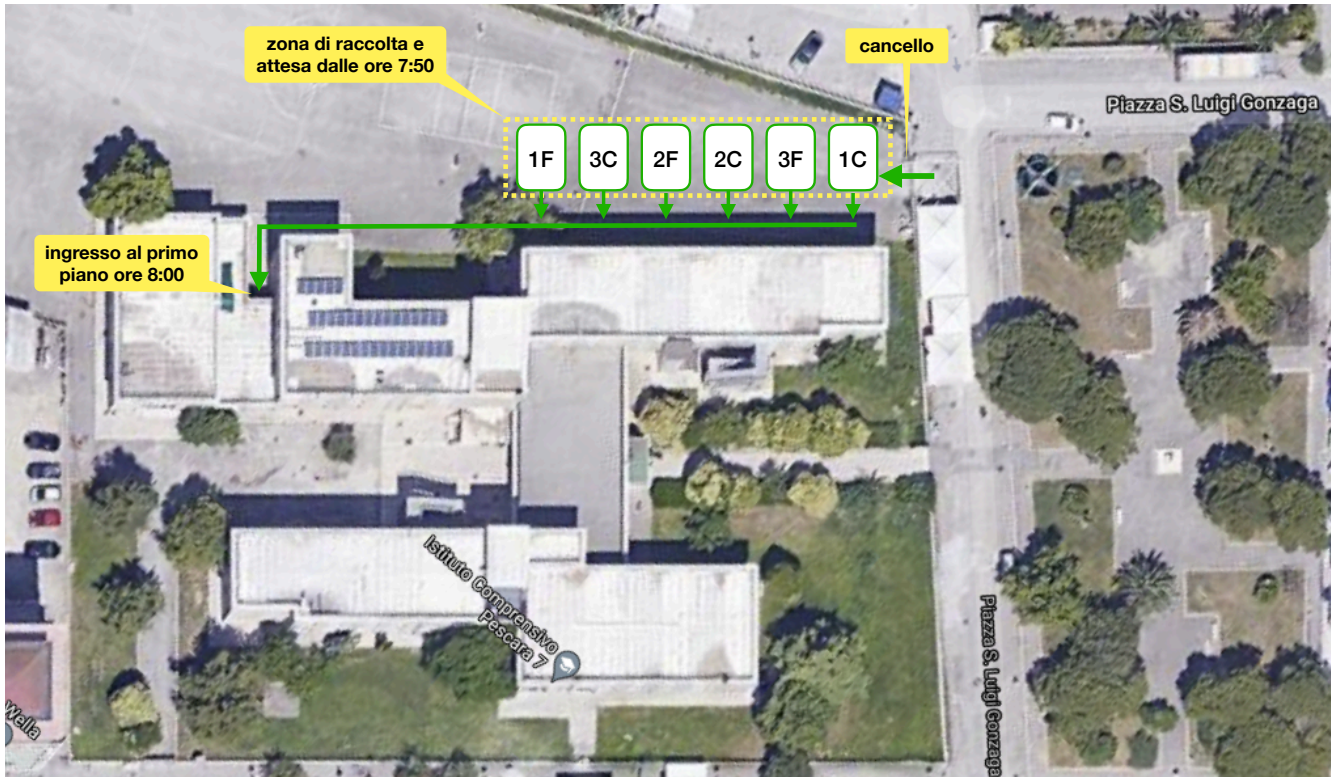 zona di raccolta e
attesa dalle ore 7:50
cancello
Piazza S. Luigi Gonzaga
1F
3C
2F
2C
3F
1C
ingresso al primo
piano ore 8:00
Istituto Comprensivo
Pescara 7
Piazza S. Luigi Gonzaga
Wella